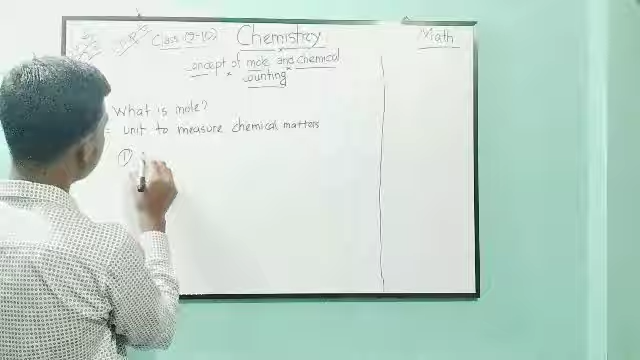 Class (9-10) Chemistry
Math
concept of mole and chemical
counting
What is mole?
= unit to measure chemical matters
①